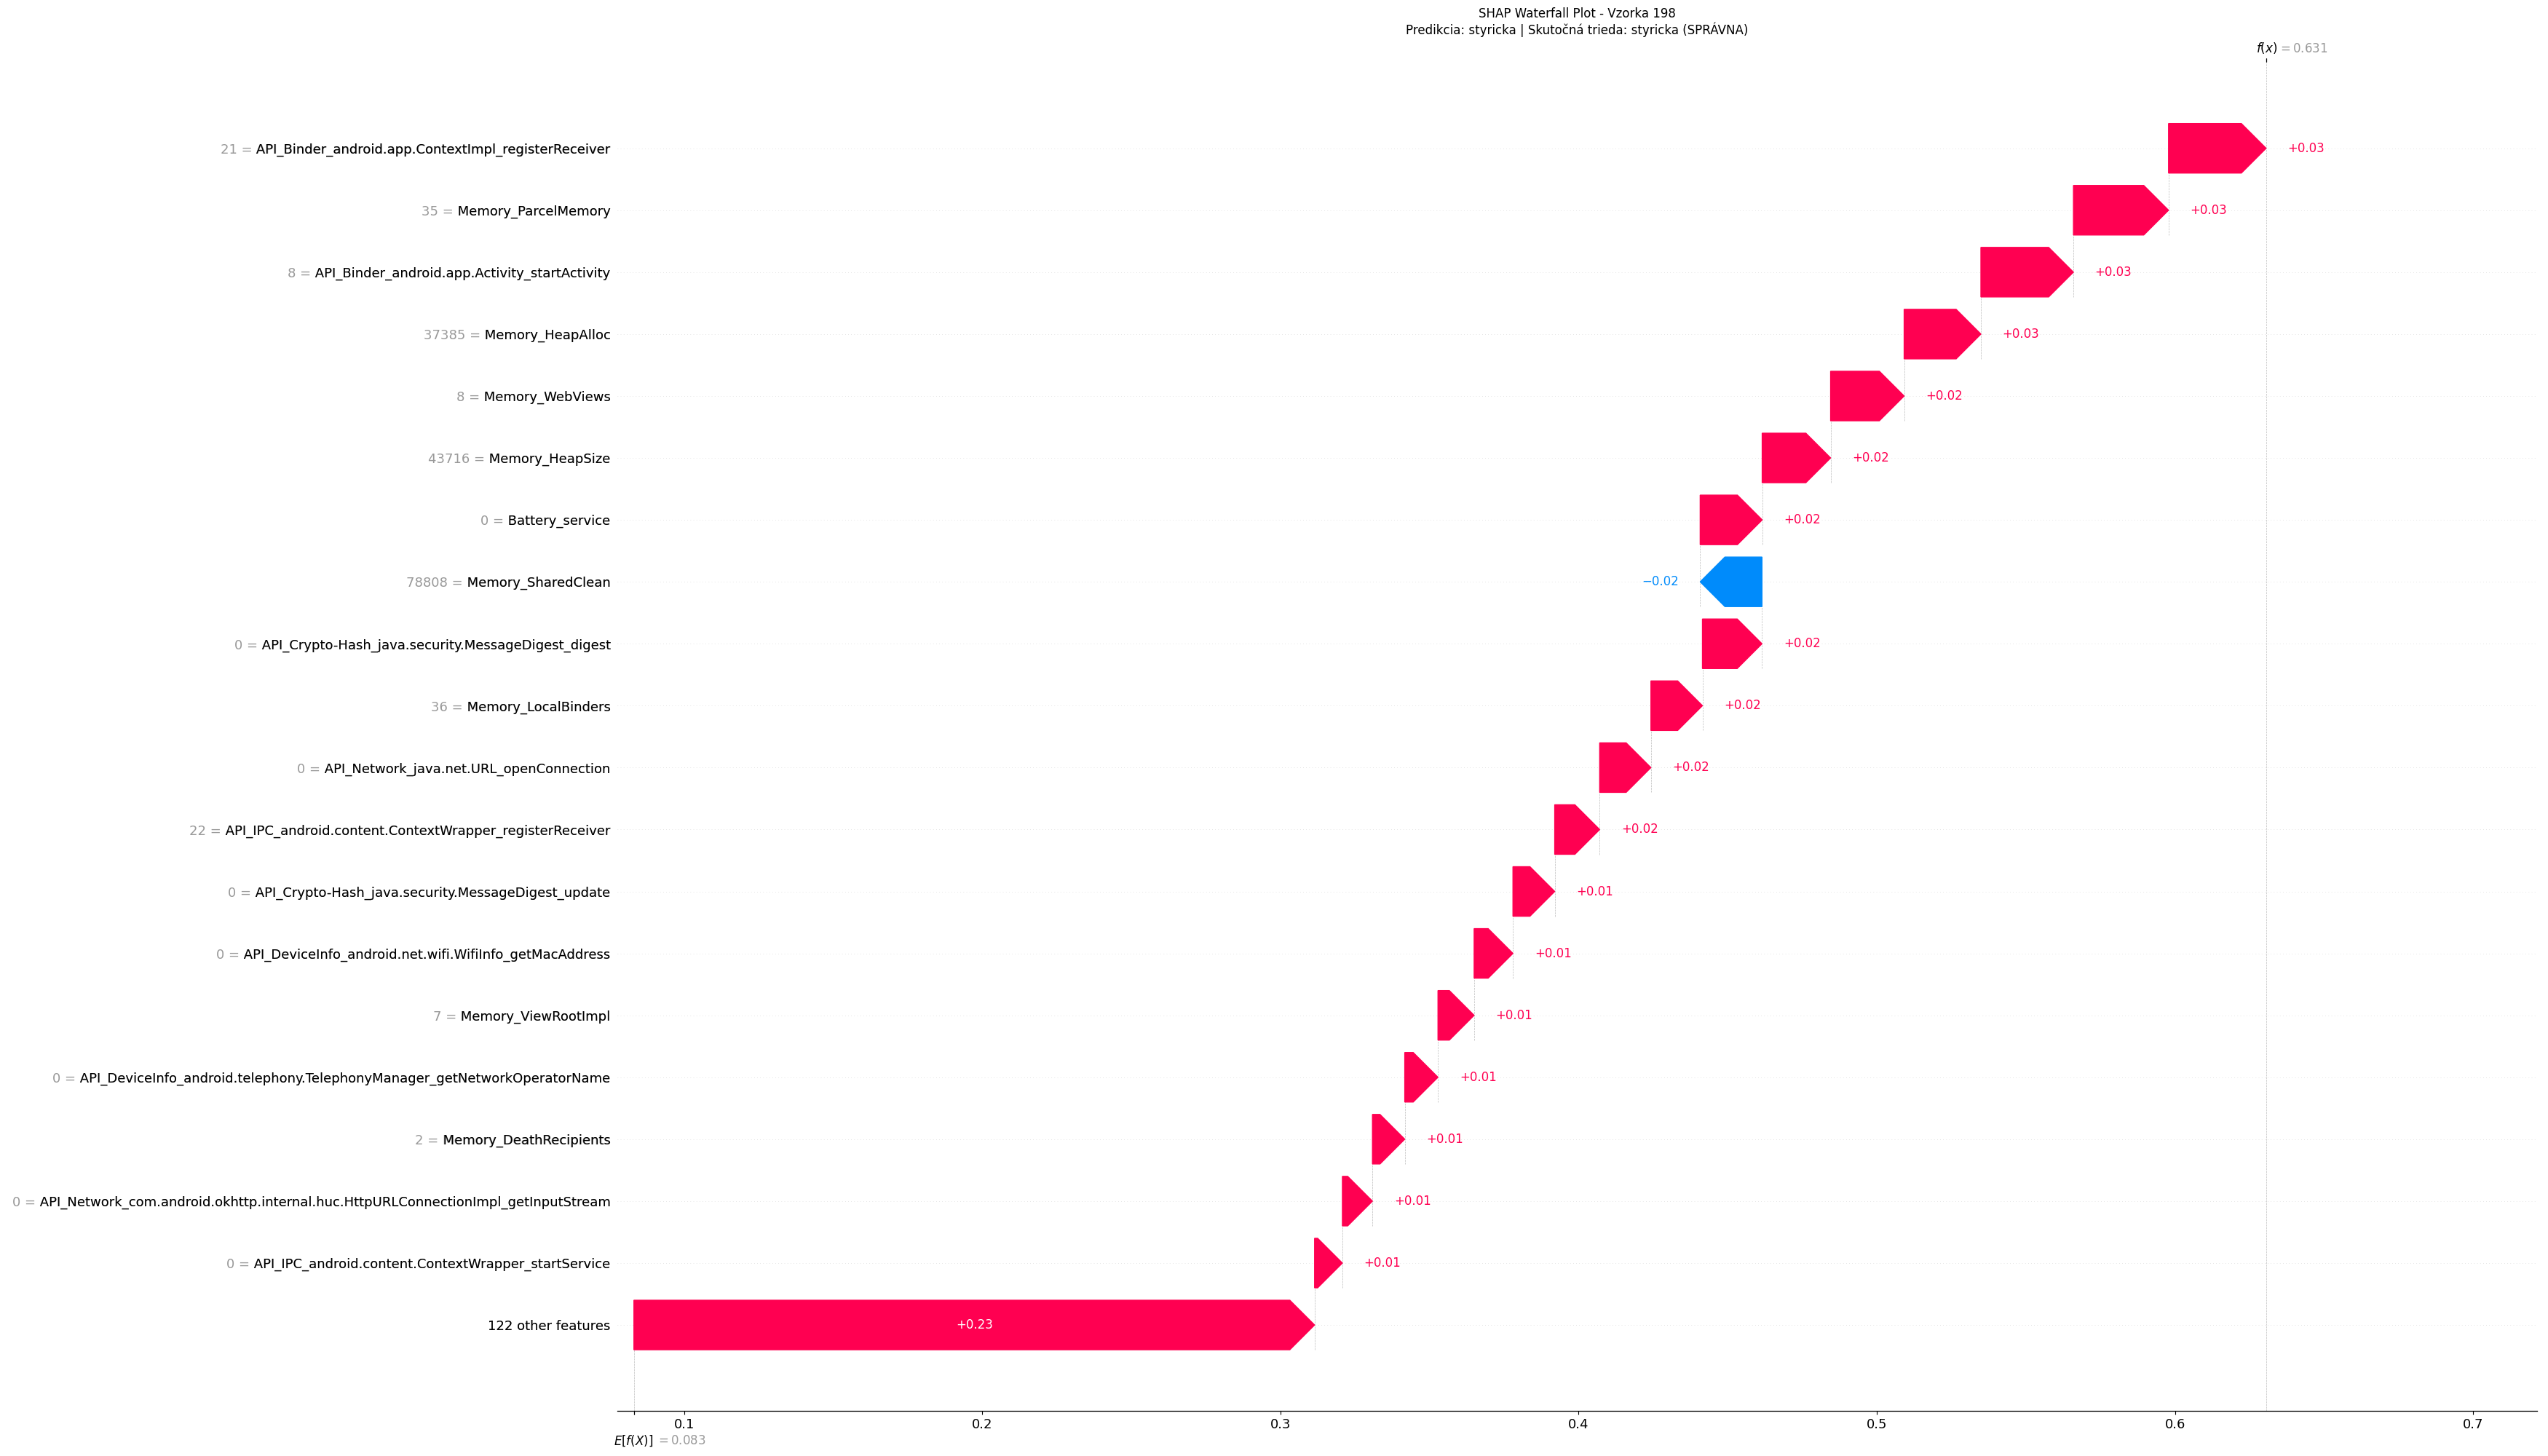 SHAP Waterfall Plot - Vzorka 198
Predikcia: styricka | Skutočná trieda: styricka (SPRÁVNA)
f(x) = 0.631
21 = API_Binder_android.app.ContextImpl_registerReceiver +0.03
35 = Memory_ParcelMemory +0.03
8 = API_Binder_android.app.Activity_startActivity +0.03
37385 = Memory_HeapAlloc +0.03
8 = Memory_WebViews +0.02
43716 = Memory_HeapSize +0.02
0 = Battery_service +0.02
78808 = Memory_SharedClean −0.02
0 = API_Crypto-Hash_java.security.MessageDigest_digest +0.02
36 = Memory_LocalBinders +0.02
0 = API_Network_java.net.URL_openConnection +0.02
22 = API_IPC_android.content.ContextWrapper_registerReceiver +0.02
0 = API_Crypto-Hash_java.security.MessageDigest_update +0.01
0 = API_DeviceInfo_android.net.wifi.WifiInfo_getMacAddress +0.01
7 = Memory_ViewRootImpl +0.01
0 = API_DeviceInfo_android.telephony.TelephonyManager_getNetworkOperatorName +0.01
2 = Memory_DeathRecipients +0.01
0 = API_Network_com.android.okhttp.internal.huc.HttpURLConnectionImpl_getInputStream +0.01
0 = API_IPC_android.content.ContextWrapper_startService +0.01
122 other features +0.23
0.1 0.2 0.3 0.4 0.5 0.6 0.7
E[f(X)] = 0.083